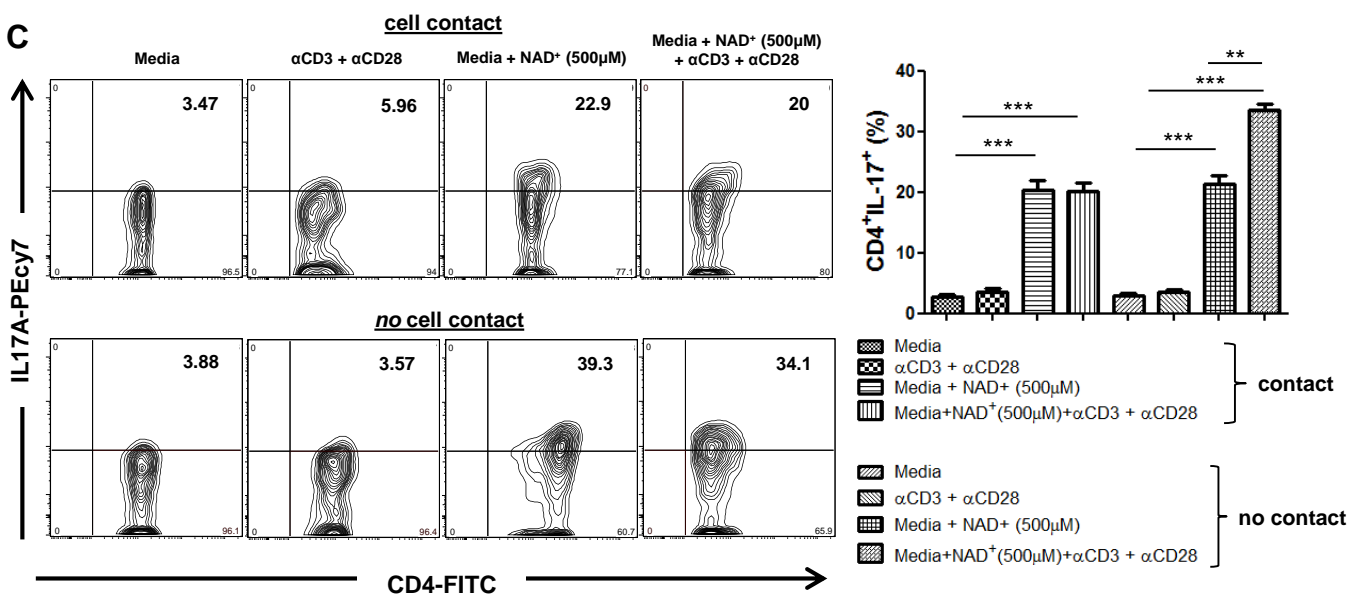 C
cell contact
Media
αCD3 + αCD28
Media + NAD⁺ (500μM)
Media + NAD⁺ (500μM)
+ αCD3 + αCD28
0
3.47
0
96.5
0
5.96
0
94
0
22.9
0
77.1
0
20
0
0
80
no cell contact
0
3.88
0
96.1
0
3.57
0
96.4
0
39.3
0
60.7
0
34.1
0
65.9
IL17A-PEcy7
CD4-FITC
CD4⁺IL-17⁺ (%)
40
30
20
10
0
***
***
***
***
**
Media
αCD3 + αCD28
Media + NAD+ (500μM)
Media+NAD⁺(500μM)+αCD3 + αCD28
contact
Media
αCD3 + αCD28
Media + NAD+ (500μM)
Media+NAD⁺(500μM)+αCD3 + αCD28
no contact